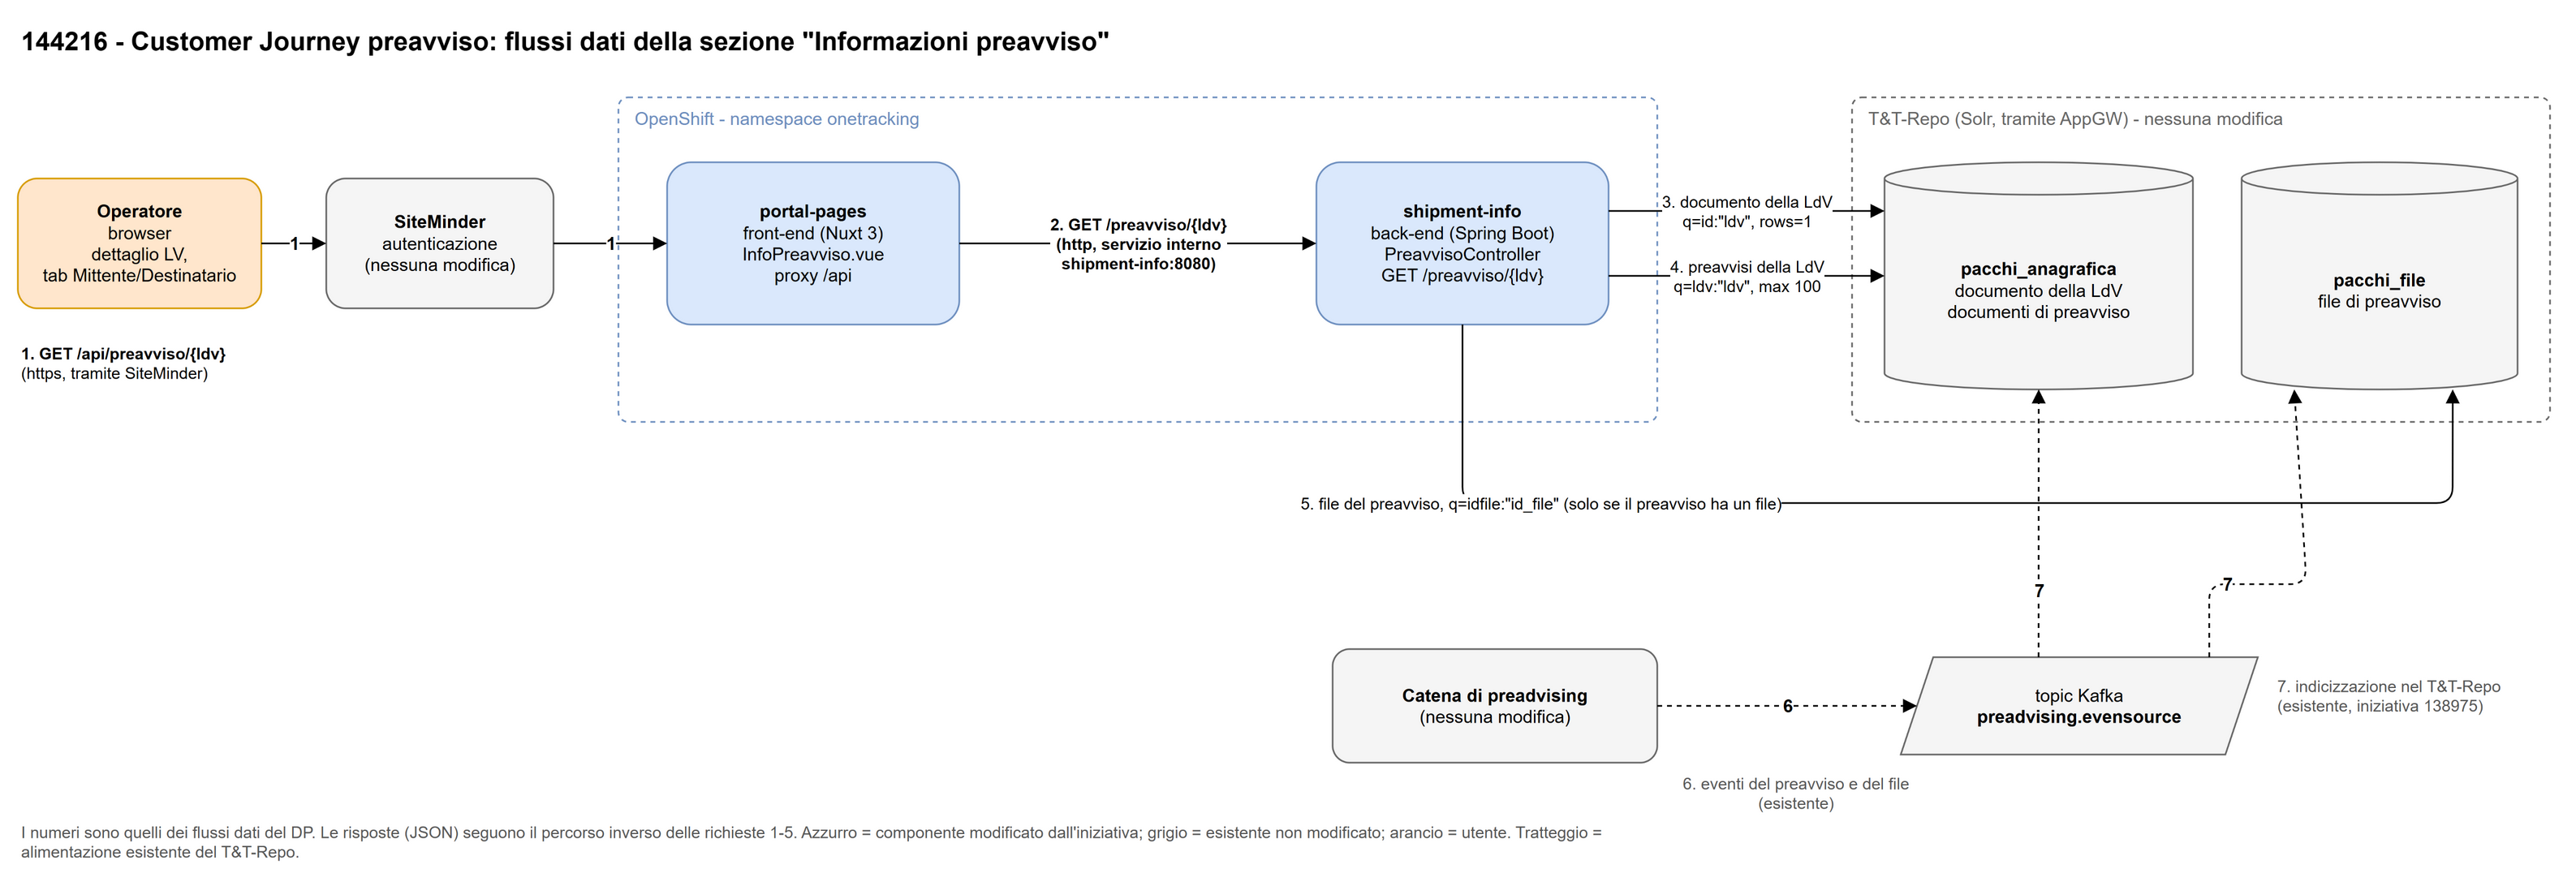 144216 - Customer Journey preavviso: flussi dati della sezione "Informazioni preavviso"
OpenShift - namespace onetracking
T&T-Repo (Solr, tramite AppGW) - nessuna modifica
Operatore
browser
dettaglio LV,
tab Mittente/Destinatario
1
SiteMinder
autenticazione
(nessuna modifica)
1
portal-pages
front-end (Nuxt 3)
InfoPreavviso.vue
proxy /api
2. GET /preavviso/{ldv}
(http, servizio interno
shipment-info:8080)
shipment-info
back-end (Spring Boot)
PreavvisoController
GET /preavviso/{ldv}
3. documento della LdV
q=id:"ldv", rows=1
4. preavvisi della LdV
q=ldv:"ldv", max 100
pacchi_anagrafica
documento della LdV
documenti di preavviso
pacchi_file
file di preavviso
1. GET /api/preavviso/{ldv}
(https, tramite SiteMinder)
5. file del preavviso, q=idfile:"id_file" (solo se il preavviso ha un file)
7
7
Catena di preadvising
(nessuna modifica)
6
topic Kafka
preadvising.evensource
7. indicizzazione nel T&T-Repo
(esistente, iniziativa 138975)
6. eventi del preavviso e del file
(esistente)
I numeri sono quelli dei flussi dati del DP. Le risposte (JSON) seguono il percorso inverso delle richieste 1-5. Azzurro = componente modificato dall'iniziativa; grigio = esistente non modificato; arancio = utente. Tratteggio =
alimentazione esistente del T&T-Repo.